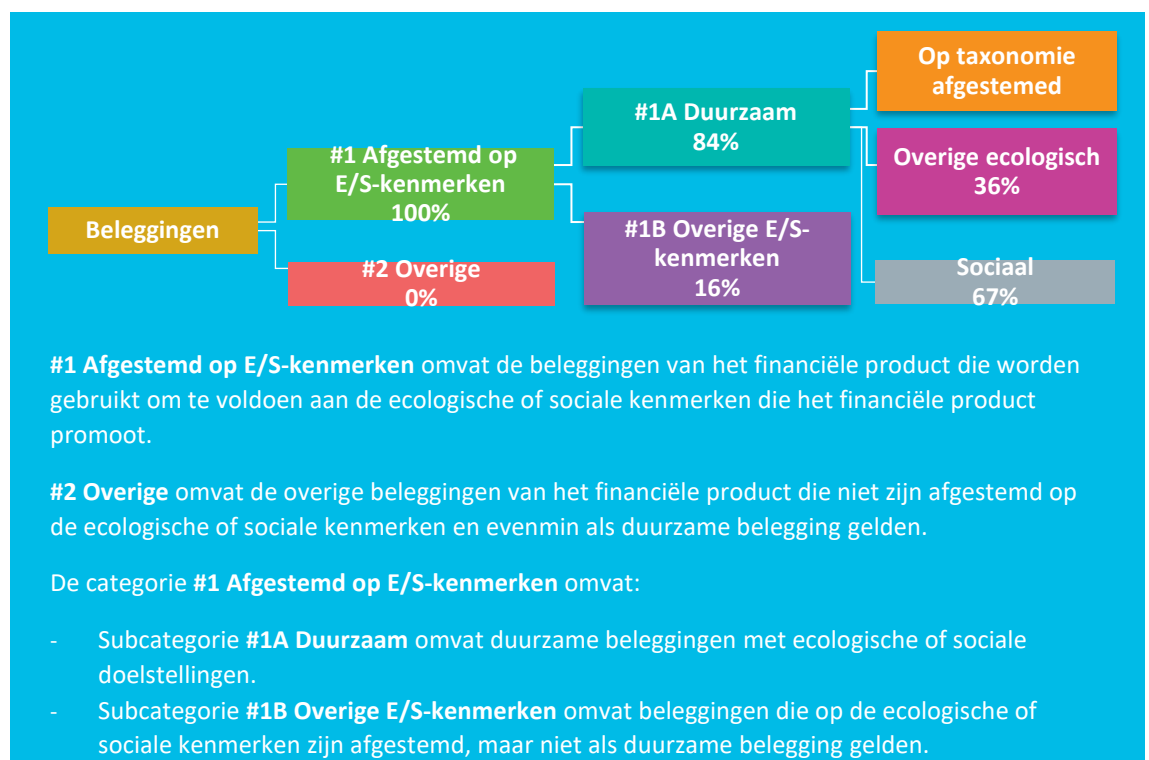 Op taxonomie
afgestemed
#1A Duurzaam
84%
Overige ecologisch
36%
#1 Afgestemd op
E/S-kenmerken
100%
Beleggingen
#1B Overige E/S-
kenmerken
16%
#2 Overige
0%
Sociaal
67%
#1 Afgestemd op E/S-kenmerken omvat de beleggingen van het financiële product die worden
gebruikt om te voldoen aan de ecologische of sociale kenmerken die het financiële product
promoot.
#2 Overige omvat de overige beleggingen van het financiële product die niet zijn afgestemd op
de ecologische of sociale kenmerken en evenmin als duurzame belegging gelden.
De categorie #1 Afgestemd op E/S-kenmerken omvat:
- Subcategorie #1A Duurzaam omvat duurzame beleggingen met ecologische of sociale
doelstellingen.
- Subcategorie #1B Overige E/S-kenmerken omvat beleggingen die op de ecologische of
sociale kenmerken zijn afgestemd, maar niet als duurzame belegging gelden.